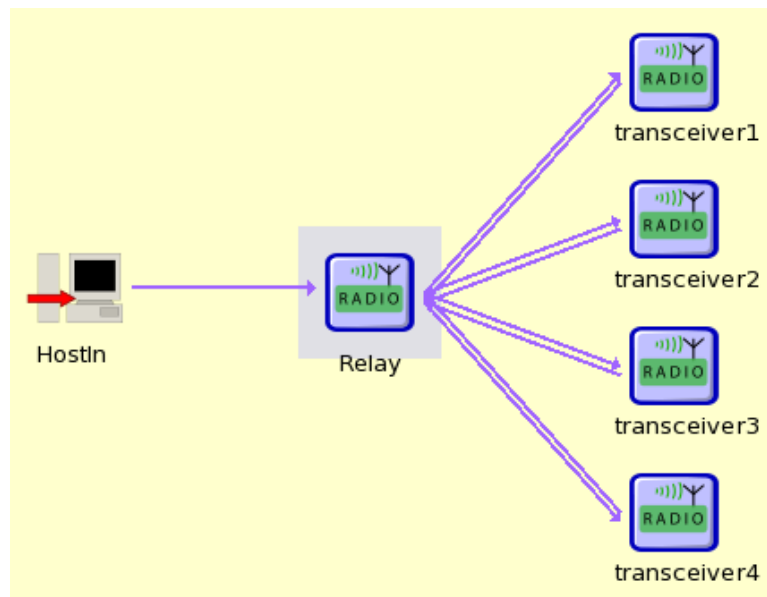 RADIO
transceiver1
RADIO
transceiver2
RADIO
HostIn
Relay
RADIO
transceiver3
RADIO
transceiver4